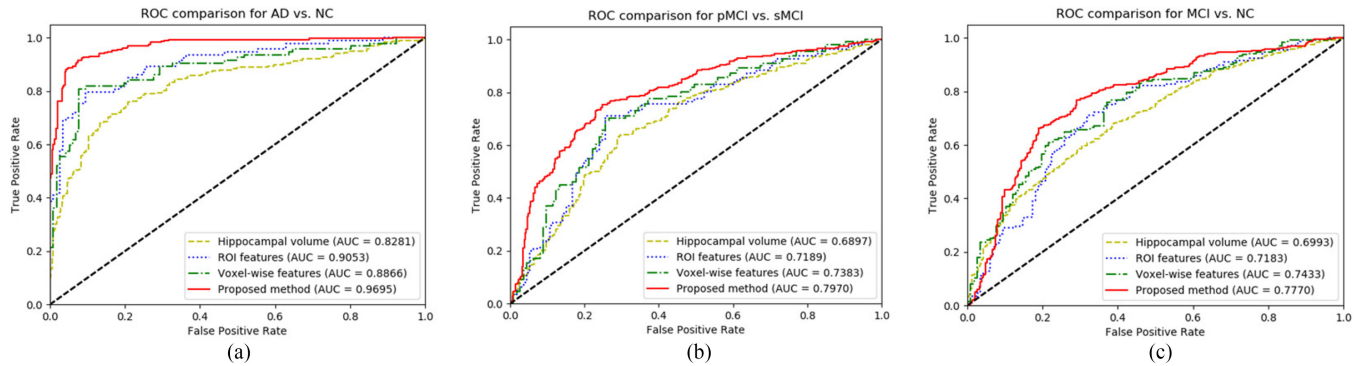 ROC comparison for AD vs. NC
True Positive Rate
1.0
0.8
0.6
0.4
0.2
0.0
Hippocampal volume (AUC = 0.8281)
ROI features (AUC = 0.9053)
Voxel-wise features (AUC = 0.8866)
Proposed method (AUC = 0.9695)
0.0 0.2 0.4 0.6 0.8 1.0
False Positive Rate
(a)
ROC comparison for pMCI vs. sMCI
True Positive Rate
1.0
0.8
0.6
0.4
0.2
0.0
Hippocampal volume (AUC = 0.6897)
ROI features (AUC = 0.7189)
Voxel-wise features (AUC = 0.7383)
Proposed method (AUC = 0.7970)
0.0 0.2 0.4 0.6 0.8 1.0
False Positive Rate
(b)
ROC comparison for MCI vs. NC
True Positive Rate
1.0
0.8
0.6
0.4
0.2
0.0
Hippocampal volume (AUC = 0.6993)
ROI features (AUC = 0.7183)
Voxel-wise features (AUC = 0.7433)
Proposed method (AUC = 0.7770)
0.0 0.2 0.4 0.6 0.8 1.0
False Positive Rate
(c)